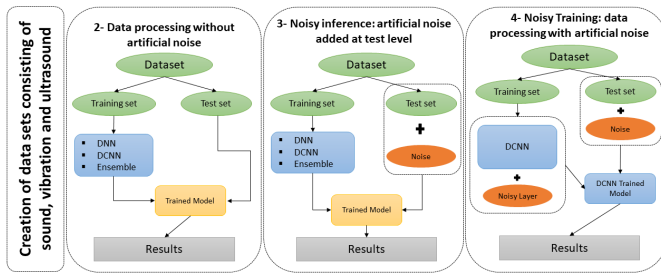 Creation of data sets consisting of
sound, vibration and ultrasound
2- Data processing without
artificial noise
Dataset
Training set
Test set
▪ DNN
▪ DCNN
▪ Ensemble
Trained Model
Results
3- Noisy inference: artificial noise
added at test level
Dataset
Training set
Test set
+
Noise
▪ DNN
▪ DCNN
▪ Ensemble
Trained Model
Results
4- Noisy Training: data
processing with artificial noise
Dataset
Training set
Test set
+
Noise
DCNN
+
Noisy Layer
DCNN Trained
Model
Results